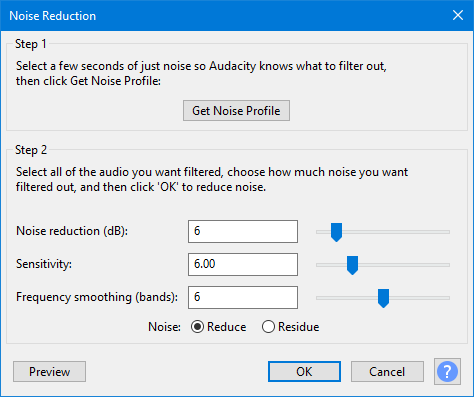 Noise Reduction
Step 1
Select a few seconds of just noise so Audacity knows what to filter out,
then click Get Noise Profile:
Get Noise Profile
Step 2
Select all of the audio you want filtered, choose how much noise you want
filtered out, and then click 'OK' to reduce noise.
Noise reduction (dB): 6
Sensitivity: 6.00
Frequency smoothing (bands): 6
Noise: Reduce Residue
Preview OK Cancel ?